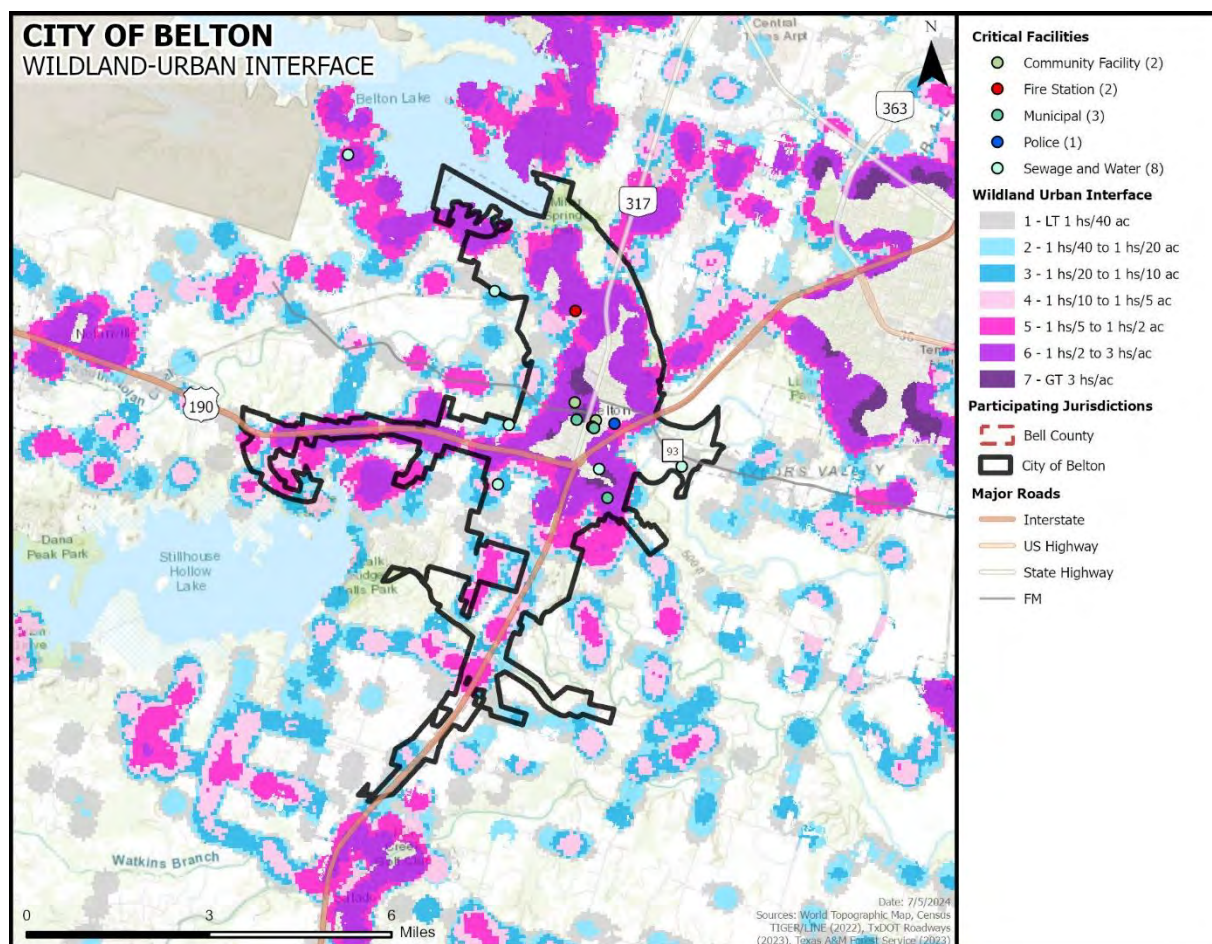 CITY OF BELTON
WILDLAND-URBAN INTERFACE
Central
Belton Lake
N
363
317
190
93
VALLEY
Dana
Peak Park
Stillhouse
Hollow
Lake
Falls Park
500 ft
Watkins Branch
0 3 6
Miles
Date: 7/5/2024
Sources: World Topographic Map, Census
TIGER/LINE (2022), TxDOT Roadways
(2023), Texas A&M Forest Service (2023)
Critical Facilities
Community Facility (2)
Fire Station (2)
Municipal (3)
Police (1)
Sewage and Water (8)
Wildland Urban Interface
1 - LT 1 hs/40 ac
2 - 1 hs/40 to 1 hs/20 ac
3 - 1 hs/20 to 1 hs/10 ac
4 - 1 hs/10 to 1 hs/5 ac
5 - 1 hs/5 to 1 hs/2 ac
6 - 1 hs/2 to 3 hs/ac
7 - GT 3 hs/ac
Participating Jurisdictions
Bell County
City of Belton
Major Roads
Interstate
US Highway
State Highway
FM